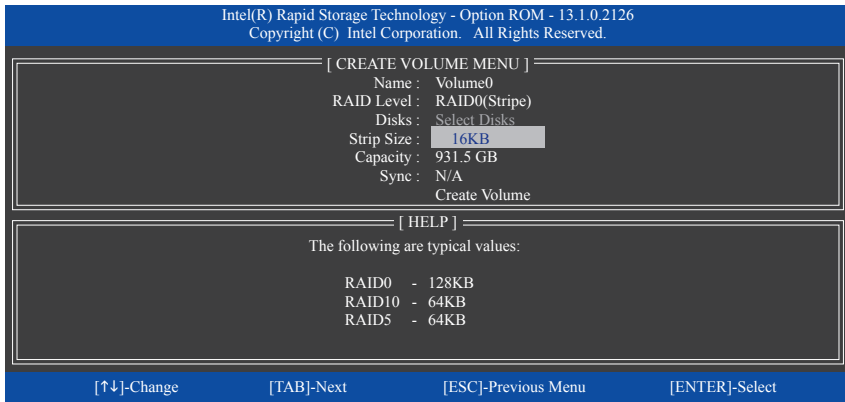 Intel(R) Rapid Storage Technology - Option ROM - 13.1.0.2126
Copyright (C) Intel Corporation. All Rights Reserved.
[ CREATE VOLUME MENU ]
Name : Volume0
RAID Level : RAID0(Stripe)
Disks : Select Disks
Strip Size : 16KB
Capacity : 931.5 GB
Sync : N/A
Create Volume
[ HELP ]
The following are typical values:
RAID0 - 128KB
RAID10 - 64KB
RAID5 - 64KB
[↑↓]-Change [TAB]-Next [ESC]-Previous Menu [ENTER]-Select